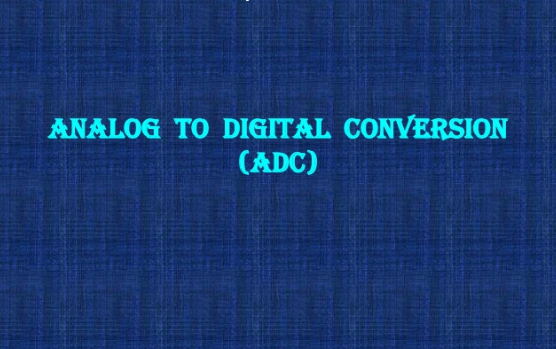 ANALOG TO DIGITAL CONVERSION
(ADC)